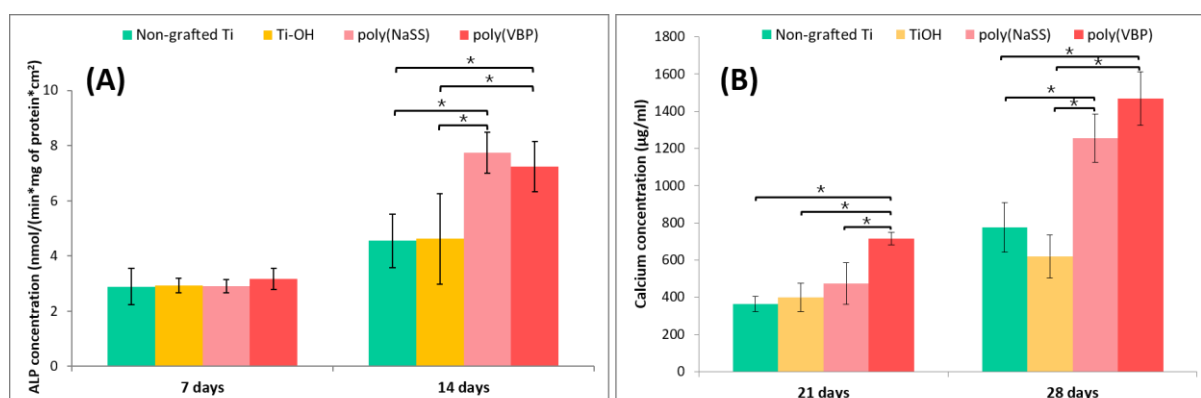 Non-grafted Ti Ti-OH poly(NaSS) poly(VBP)
(A)
ALP concentration (nmol/(min*mg of protein*cm²)
10
8
6
4
2
0
* * * *
7 days 14 days
Non-grafted Ti TiOH poly(NaSS) poly(VBP)
(B)
Calcium concentration (µg/ml)
1800
1600
1400
1200
1000
800
600
400
200
0
* * * * * * *
21 days 28 days